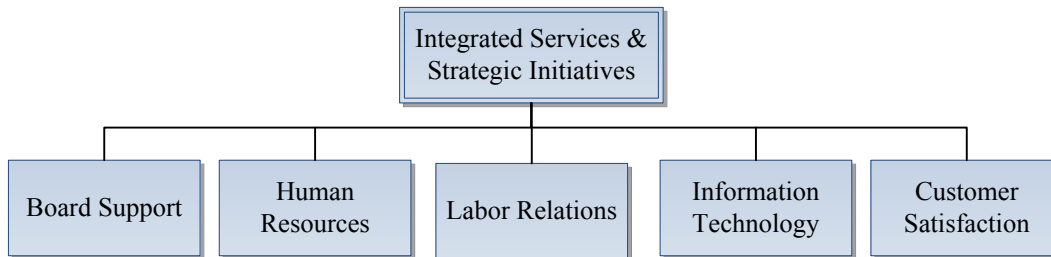 Integrated Services &
Strategic Initiatives
Board Support
Human
Resources
Labor Relations
Information
Technology
Customer
Satisfaction